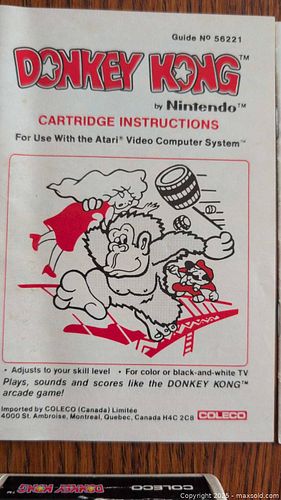 Guide Nº 56221
DONKEY KONG™
by Nintendo™
CARTRIDGE INSTRUCTIONS
For Use With the Atari® Video Computer System™
• Adjusts to your skill level • For color or black-and-white TV
Plays, sounds and scores like the DONKEY KONG™
arcade game!
Imported by COLECO (Canada) Limitée
4000 St. Ambroise, Montreal, Quebec, Canada H4C 2C8 COLECO
COLECO DONKEY KONG
Copyright 2025 - maxsold.com